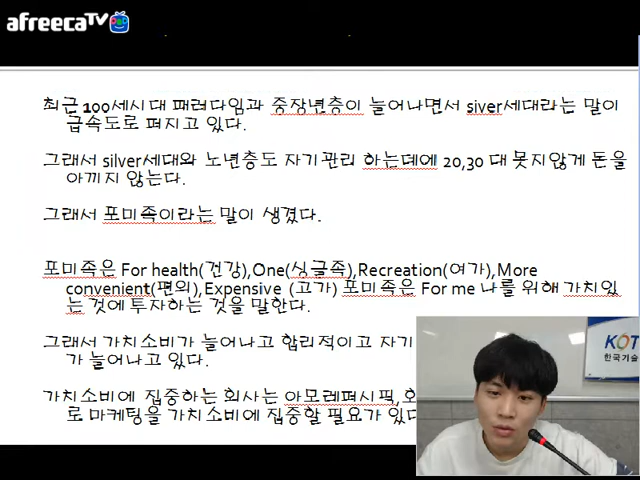 afreecaTV
최근 100세시대 패러다임과 중장년층이 늘어나면서 siver세대라는 말이
급속도로 퍼지고 있다.
그래서 silver세대와 노년층도 자기관리 하는데에 20,30 대 못지않게 돈을
아끼지 않는다.
그래서 포미족이라는 말이 생겼다.
포미족은 For health(건강),One(싱글족),Recreation(여가),More
convenient(편의),Expensive (고가) 포미족은 For me 나를 위해 가치있
는 것에 투자하는 것을 말한다.
그래서 가치소비가 늘어나고 합리적이고 자기
가 늘어나고 있다.
가치소비에 집중하는 회사는 아모레퍼시픽,
로 마케팅을 가치소비에 집중할 필요가 있다
KOT
한국기술